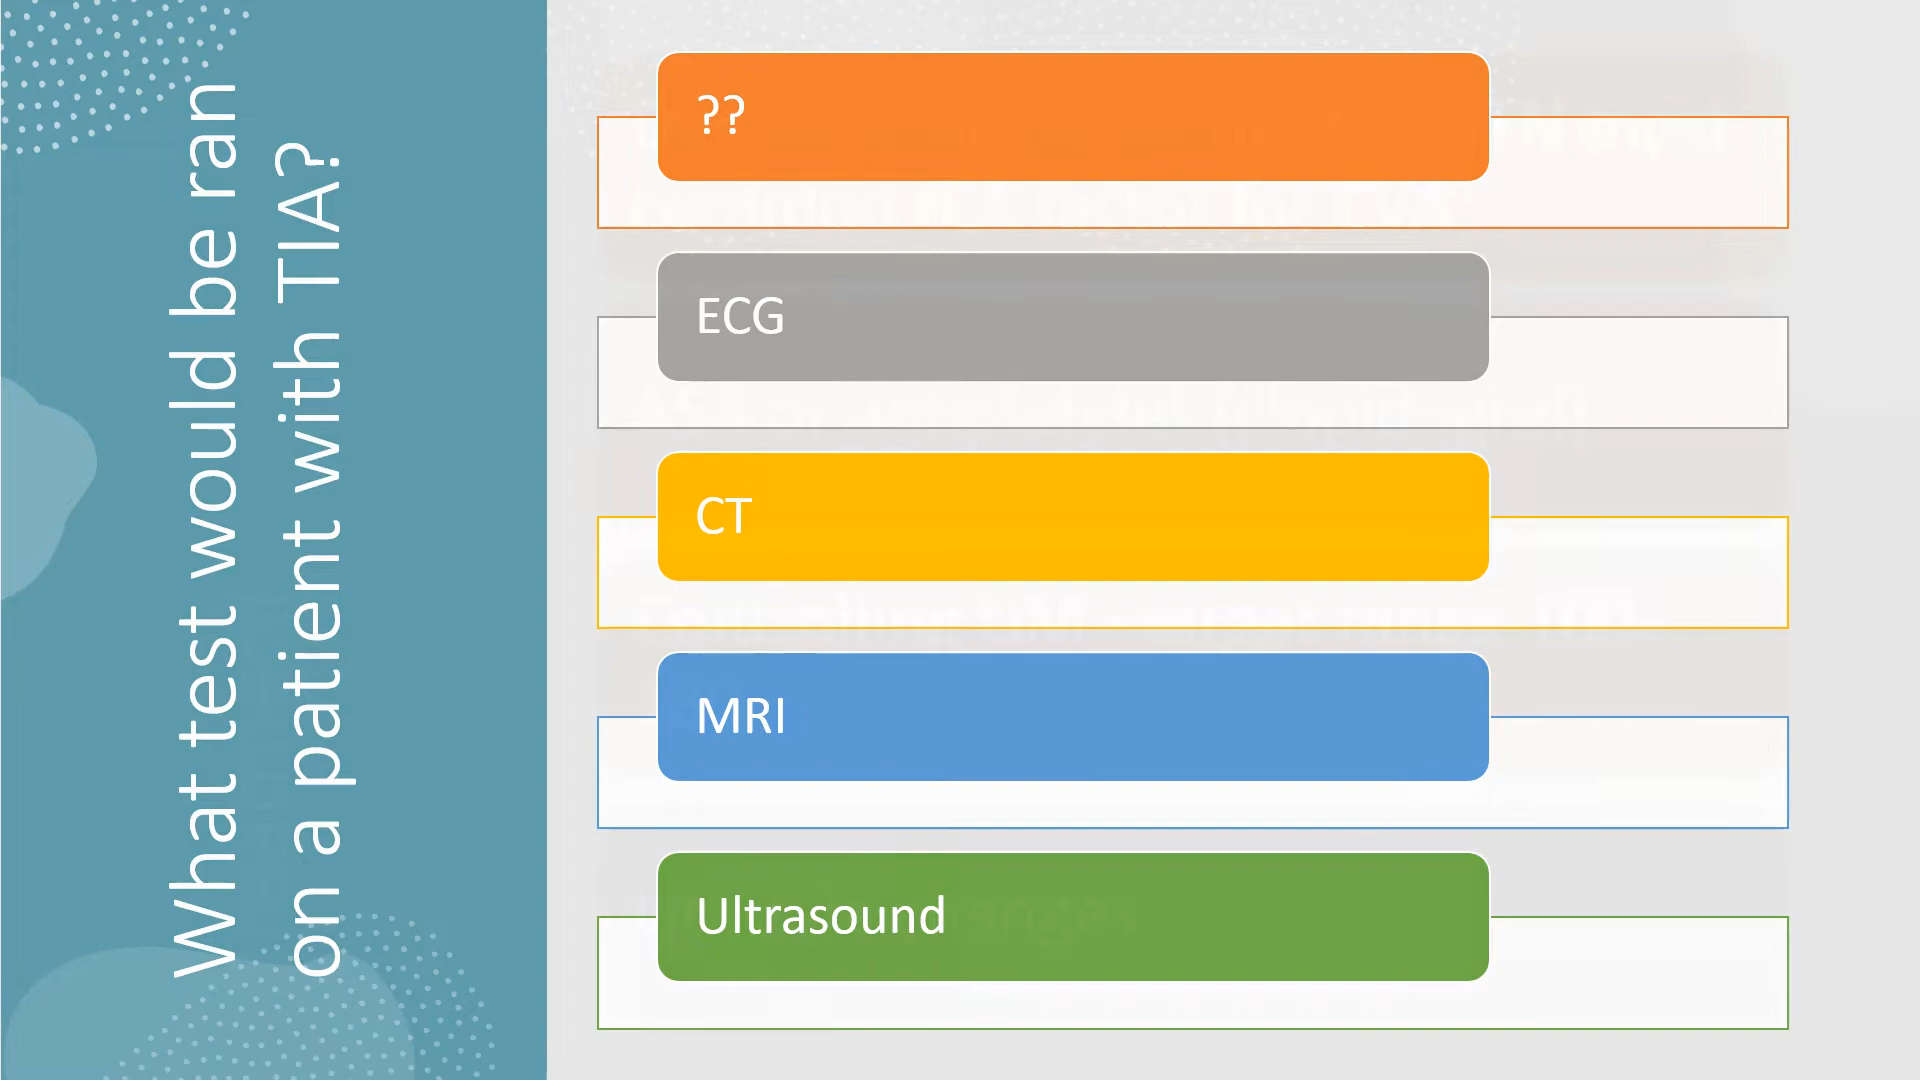 What test would be ran
on a patient with TIA?
??
ECG
CT
MRI
Ultrasound